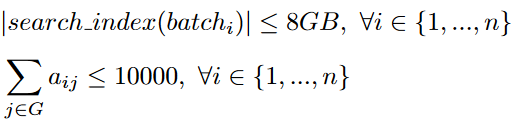 |search_index(batch_i)| ≤ 8GB, ∀i ∈ {1, ..., n}
∑_{j∈G} a_{ij} ≤ 10000, ∀i ∈ {1, ..., n}